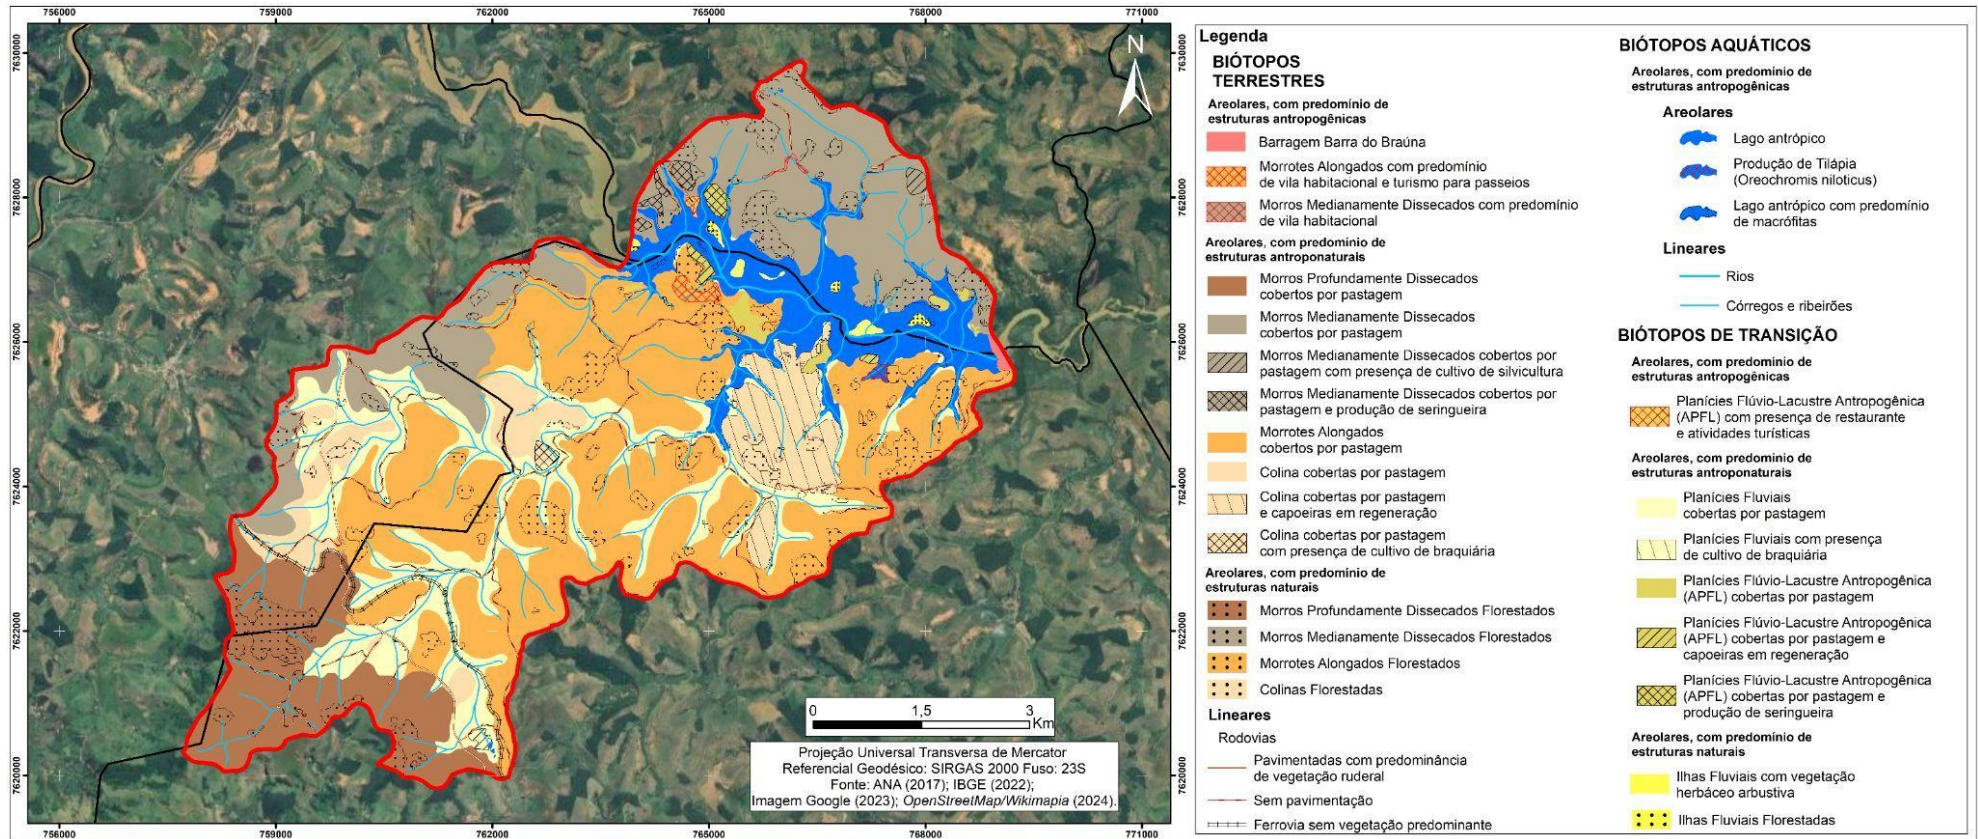 756000
759000
762000
765000
768000
771000
7630000
7628000
7626000
7624000
7622000
7620000
N
7630000
7628000
7626000
7624000
7622000
7620000
0
1,5
3
Km
Projeção Universal Transversa de Mercator
Referencial Geodésico: SIRGAS 2000 Fuso: 23S
Fonte: ANA (2017); IBGE (2022);
Imagem Google (2023); OpenStreetMap/Wikimapia (2024).
756000
759000
762000
765000
768000
771000
Legenda
BIÓTOPOS
TERRESTRES
Areolares, com predomínio de
estruturas antropogênicas
Barragem Barra do Braúna
Morrotes Alongados com predomínio
de vila habitacional e turismo para passeios
Morros Medianamente Dissecados com predomínio
de vila habitacional
Areolares, com predominio de
estruturas antroponaturais
Morros Profundamente Dissecados
cobertos por pastagem
Morros Medianamente Dissecados
cobertos por pastagem
Morros Medianamente Dissecados cobertos por
pastagem com presença de cultivo de silvicultura
Morros Medianamente Dissecados cobertos por
pastagem e produção de seringueira
Morrotes Alongados
cobertos por pastagem
Colina cobertas por pastagem
Colina cobertas por pastagem
e capoeiras em regeneração
Colina cobertas por pastagem
com presença de cultivo de braquiária
Areolares, com predomínio de
estruturas naturais
Morros Profundamente Dissecados Florestados
Morros Medianamente Dissecados Florestados
Morrotes Alongados Florestados
Colinas Florestadas
Lineares
Rodovias
Pavimentadas com predominância
de vegetação ruderal
Sem pavimentação
Ferrovia sem vegetação predominante
BIÓTOPOS AQUÁTICOS
Areolares, com predomínio de
estruturas antropogênicas
Areolares
Lago antrópico
Produção de Tilápia
(Oreochromis niloticus)
Lago antrópico com predomínio
de macrófitas
Lineares
Rios
Córregos e ribeirões
BIÓTOPOS DE TRANSIÇÃO
Areolares, com predomínio de
estruturas antropogênicas
Planícies Flúvio-Lacustre Antropogênica
(APFL) com presença de restaurante
e atividades turísticas
Areolares, com predomínio de
estruturas antroponaturais
Planícies Fluviais
cobertas por pastagem
Planícies Fluviais com presença
de cultivo de braquiária
Planícies Flúvio-Lacustre Antropogênica
(APFL) cobertas por pastagem
Planícies Flúvio-Lacustre Antropogênica
(APFL) cobertas por pastagem e
capoeiras em regeneração
Planícies Flúvio-Lacustre Antropogênica
(APFL) cobertas por pastagem e
produção de seringueira
Areolares, com predomínio de
estruturas naturais
Ilhas Fluviais com vegetação
herbáceo arbustiva
Ilhas Fluviais Florestadas